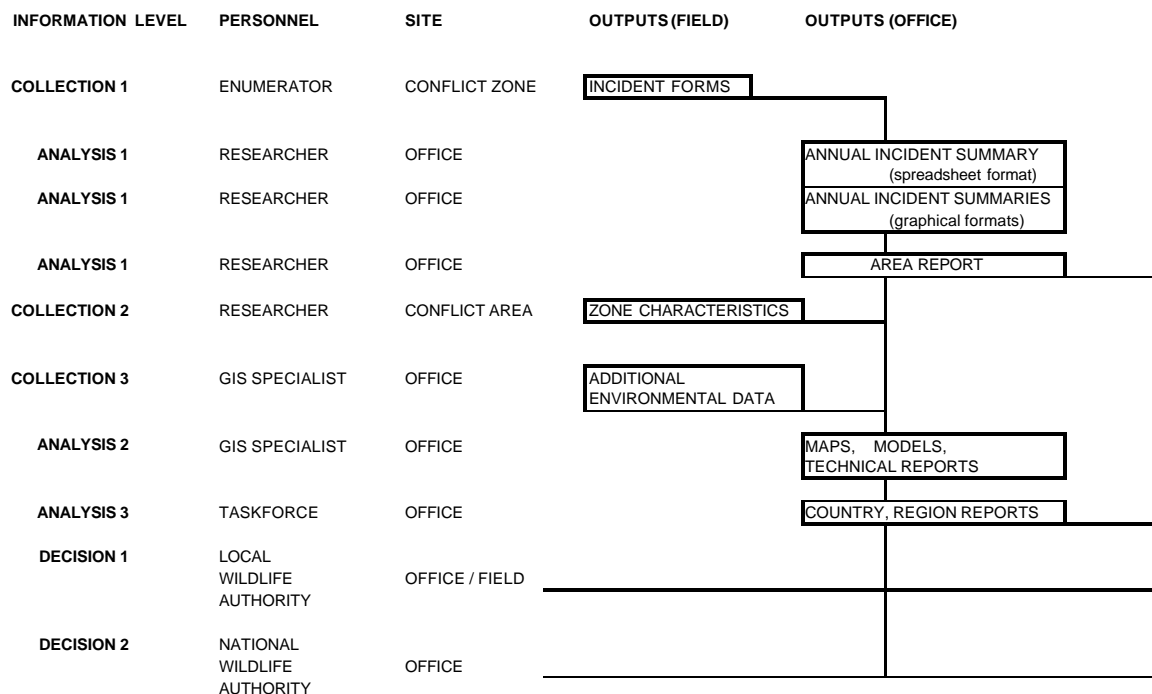 INFORMATION LEVEL PERSONNEL SITE OUTPUTS (FIELD) OUTPUTS (OFFICE)
COLLECTION 1 ENUMERATOR CONFLICT ZONE INCIDENT FORMS
ANALYSIS 1 RESEARCHER OFFICE ANNUAL INCIDENT SUMMARY
(spreadsheet format)
ANALYSIS 1 RESEARCHER OFFICE ANNUAL INCIDENT SUMMARIES
(graphical formats)
ANALYSIS 1 RESEARCHER OFFICE AREA REPORT
COLLECTION 2 RESEARCHER CONFLICT AREA ZONE CHARACTERISTICS
COLLECTION 3 GIS SPECIALIST OFFICE ADDITIONAL
ENVIRONMENTAL DATA
ANALYSIS 2 GIS SPECIALIST OFFICE MAPS, MODELS,
TECHNICAL REPORTS
ANALYSIS 3 TASKFORCE OFFICE COUNTRY, REGION REPORTS
DECISION 1 LOCAL
WILDLIFE OFFICE / FIELD
AUTHORITY
DECISION 2 NATIONAL
WILDLIFE OFFICE
AUTHORITY